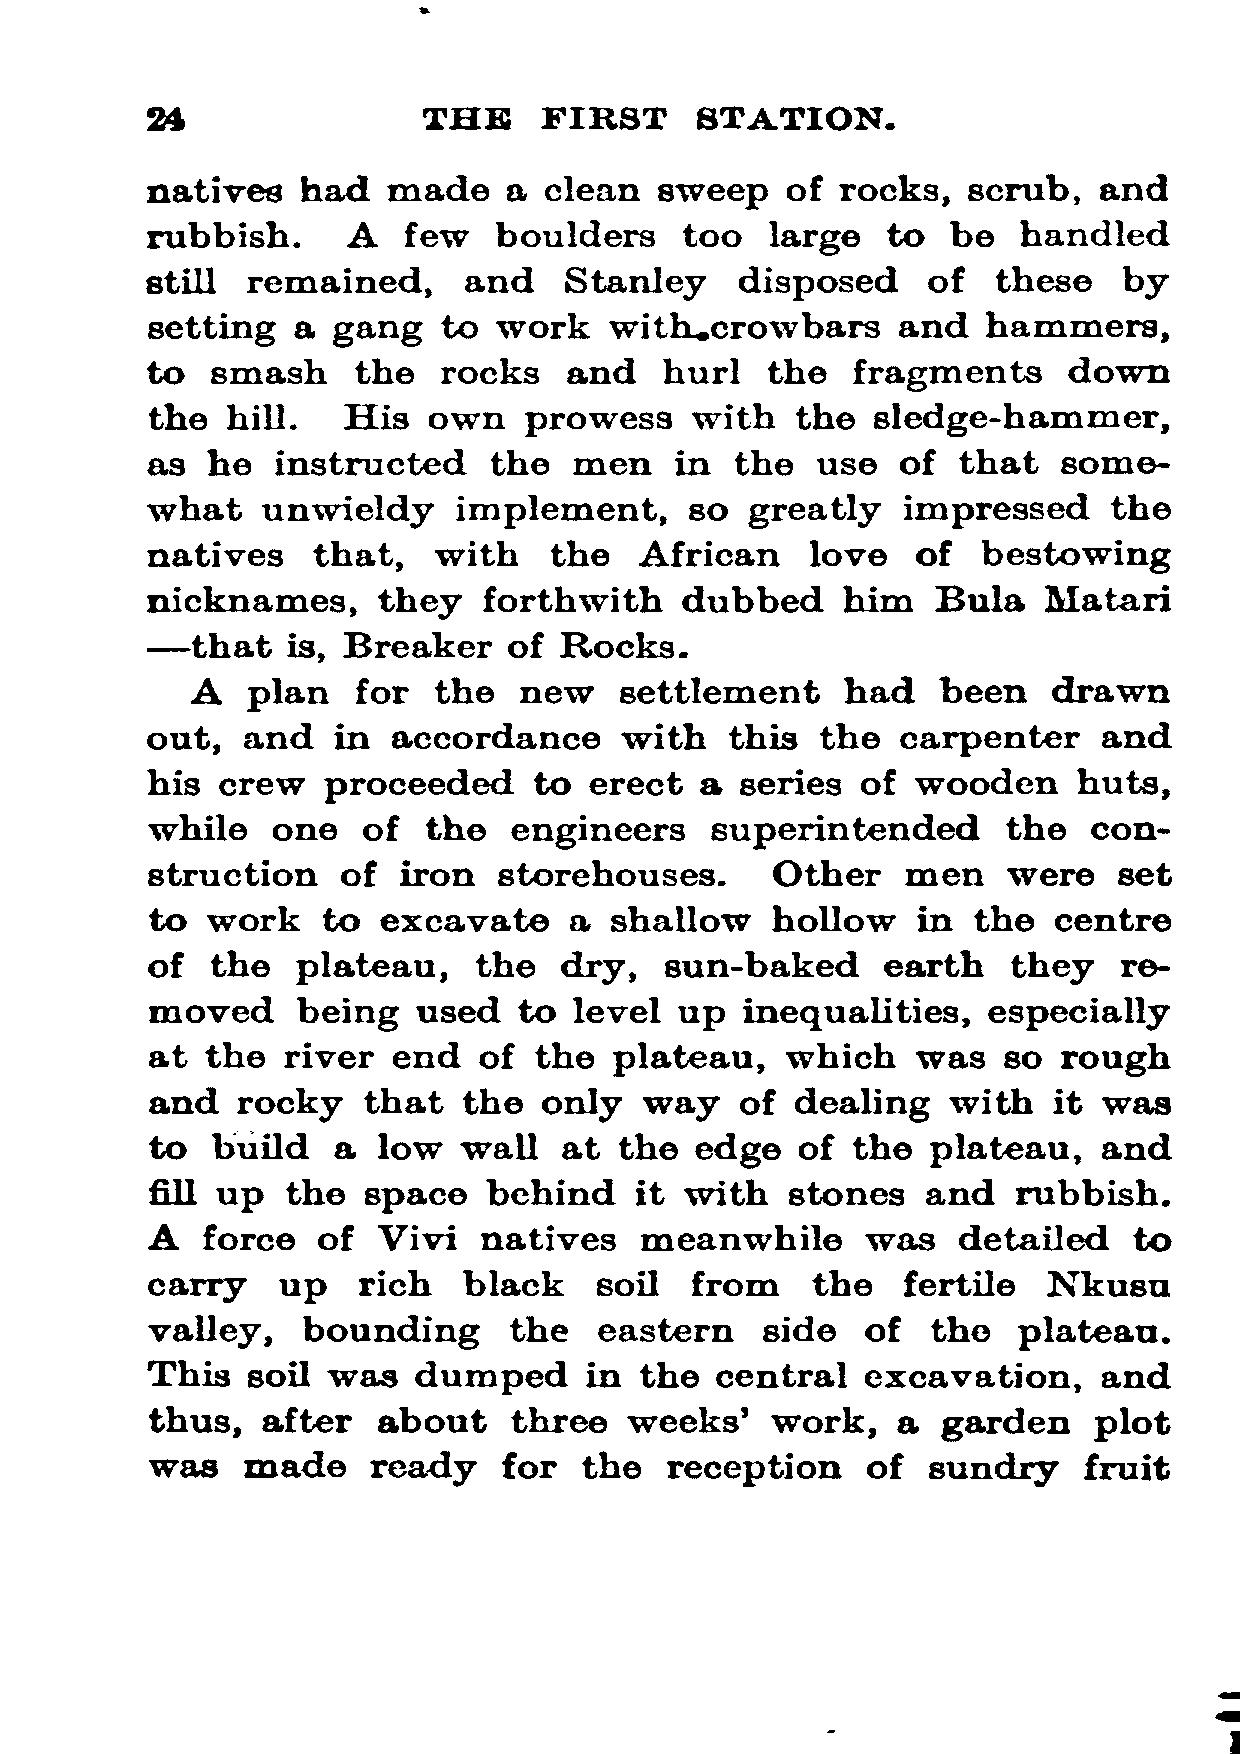 24 THE FIRST STATION.
natives had made a clean sweep of rocks, scrub, and
rubbish. A few boulders too large to be handled
still remained, and Stanley disposed of these by
setting a gang to work with crowbars and hammers,
to smash the rocks and hurl the fragments down
the hill. His own prowess with the sledge-hammer,
as he instructed the men in the use of that some-
what unwieldy implement, so greatly impressed the
natives that, with the African love of bestowing
nicknames, they forthwith dubbed him Bula Matari
—that is, Breaker of Rocks.
A plan for the new settlement had been drawn
out, and in accordance with this the carpenter and
his crew proceeded to erect a series of wooden huts,
while one of the engineers superintended the con-
struction of iron storehouses. Other men were set
to work to excavate a shallow hollow in the centre
of the plateau, the dry, sun-baked earth they re-
moved being used to level up inequalities, especially
at the river end of the plateau, which was so rough
and rocky that the only way of dealing with it was
to build a low wall at the edge of the plateau, and
fill up the space behind it with stones and rubbish.
A force of Vivi natives meanwhile was detailed to
carry up rich black soil from the fertile Nkusu
valley, bounding the eastern side of the plateau.
This soil was dumped in the central excavation, and
thus, after about three weeks' work, a garden plot
was made ready for the reception of sundry fruit